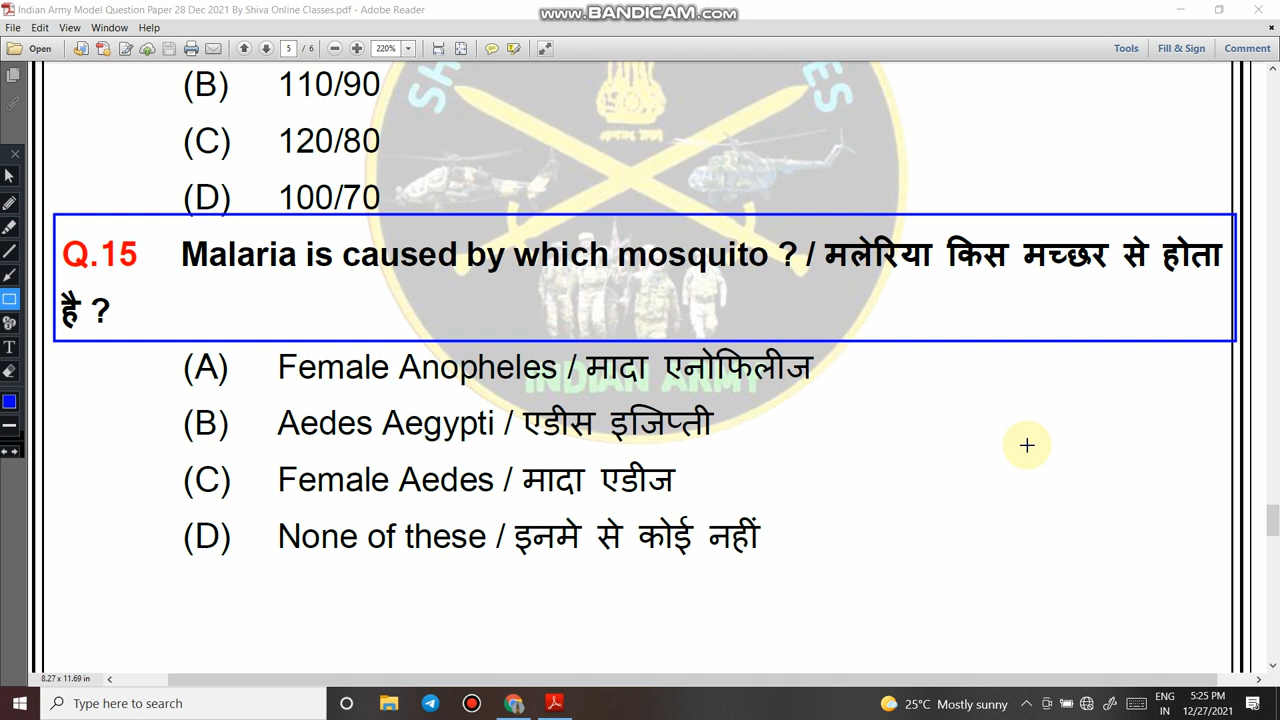 Indian Army Model Question Paper 28 Dec 2021 By Shiva Online Classes.pdf - Adobe Reader
www.BANDICAM.com
File Edit View Window Help
Open 5 / 6 220% Tools Fill & Sign Comment
SH ES
(B) 110/90
(C) 120/80
(D) 100/70
Q.15 Malaria is caused by which mosquito ? / मलेरिया किस मच्छर से होता
है ?
(A) Female Anopheles / मादा एनोफिलीज
(B) Aedes Aegypti / एडीस इजिप्ती
(C) Female Aedes / मादा एडीज
(D) None of these / इनमे से कोई नहीं
INDIAN ARMY
8.27 x 11.69 in
Type here to search
25°C Mostly sunny
ENG
IN
5:25 PM
12/27/2021